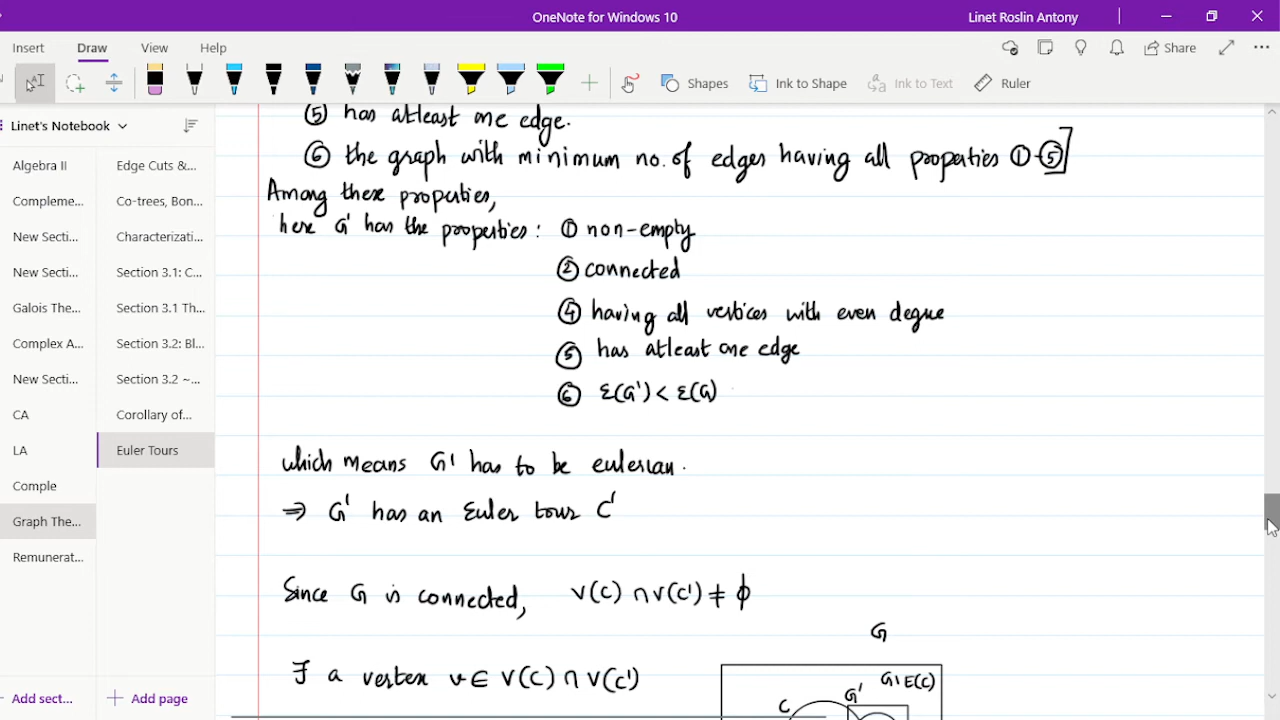 OneNote for Windows 10
Linet Roslin Antony
Insert
Draw
View
Help
Share
Shapes
Ink to Shape
Ink to Text
Ruler
Linet's Notebook
Algebra II
Compleme...
New Secti...
New Secti...
Galois The...
Complex A...
New Secti...
CA
LA
Comple
Graph The...
Remunerat...
Add sect...
Edge Cuts &...
Co-trees, Bon...
Characterizati...
Section 3.1: C...
Section 3.1 Th...
Section 3.2: Bl...
Section 3.2 ~...
Corollary of...
Euler Tours
Add page
⑤ has atleast one edge.
⑥ the graph with minimum no. of edges having all properties ①-⑤]
Among these properties,
here G' has the properties: ① non-empty
② connected
④ having all vertices with even degree
⑤ has atleast one edge
⑥ ε(G') < ε(G)
which means G' has to be eulerian.
⇒ G' has an Euler tour C'
Since G is connected, V(C) ∩ V(C') ≠ ϕ
G
∃ a vertex v ∈ V(C) ∩ V(C')
G\E(C)
G'
C